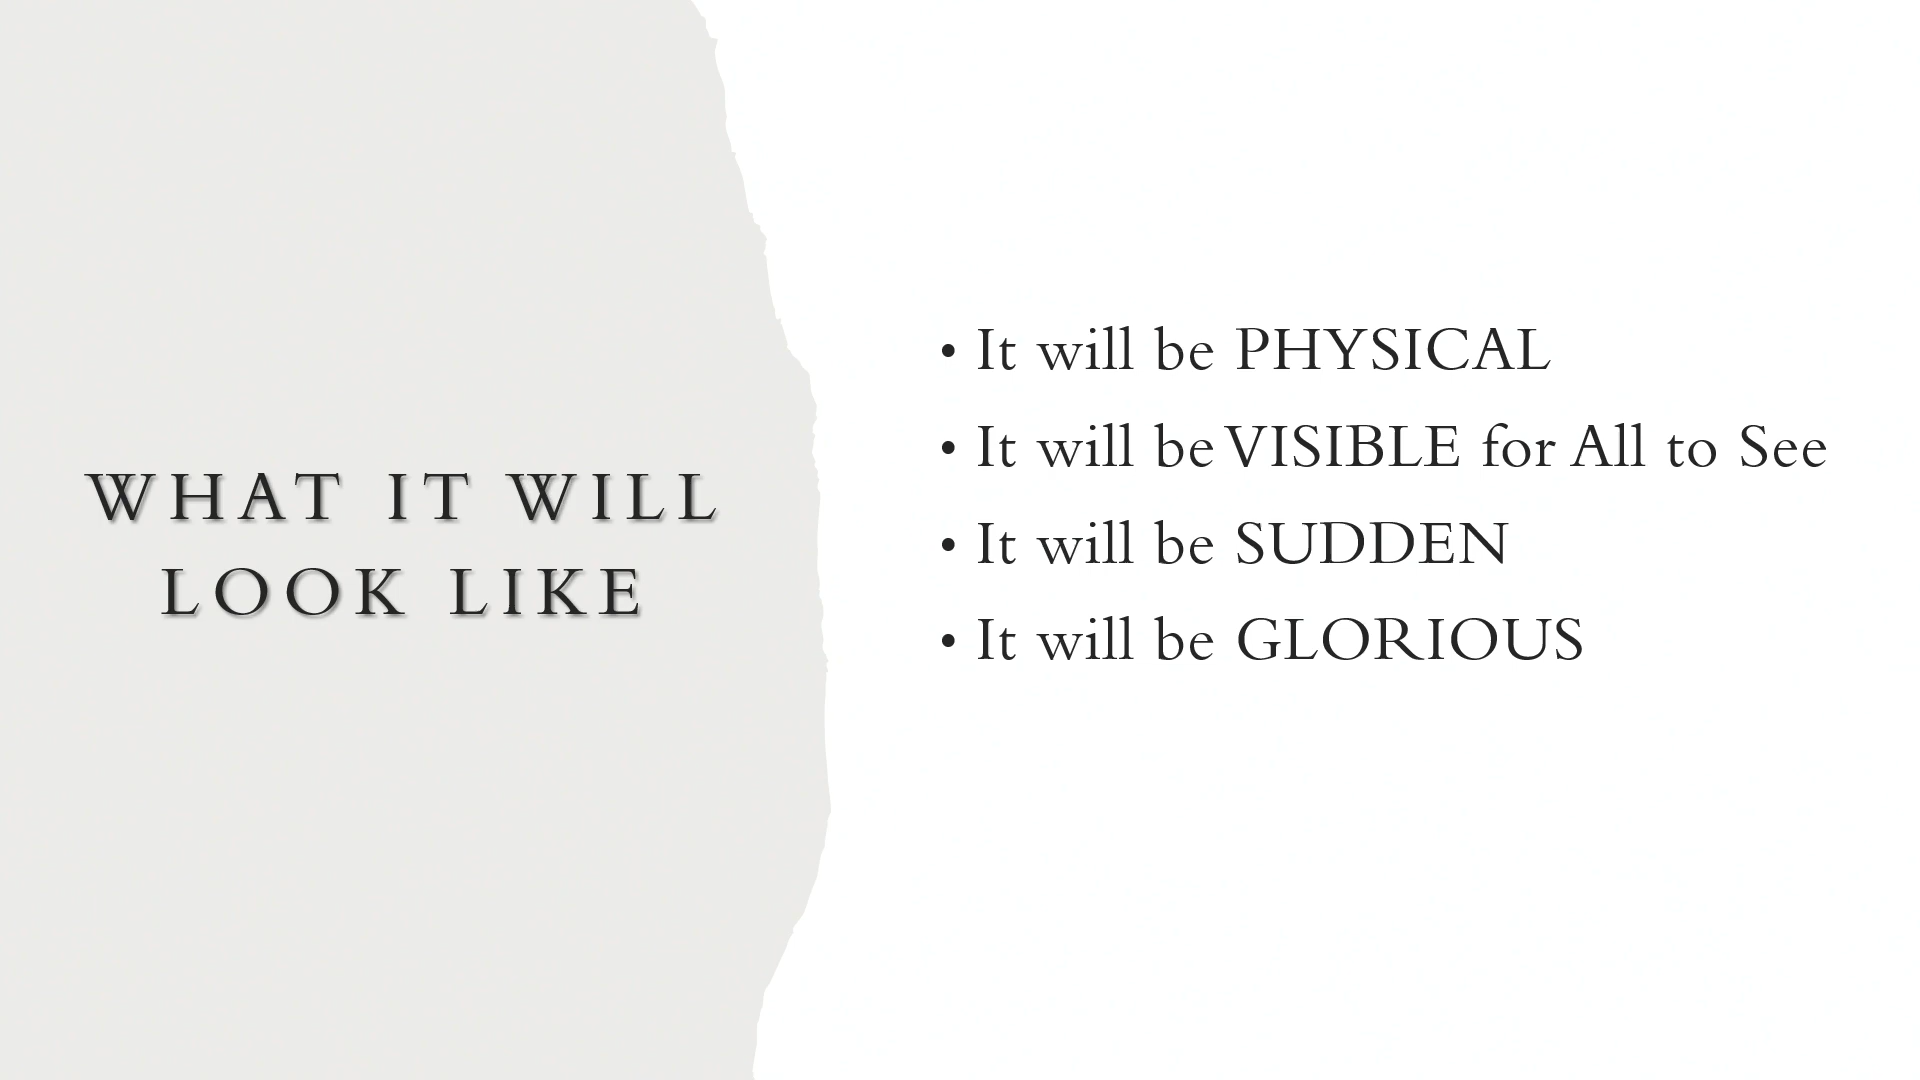 WHAT IT WILL
LOOK LIKE
• It will be PHYSICAL
• It will be VISIBLE for All to See
• It will be SUDDEN
• It will be GLORIOUS